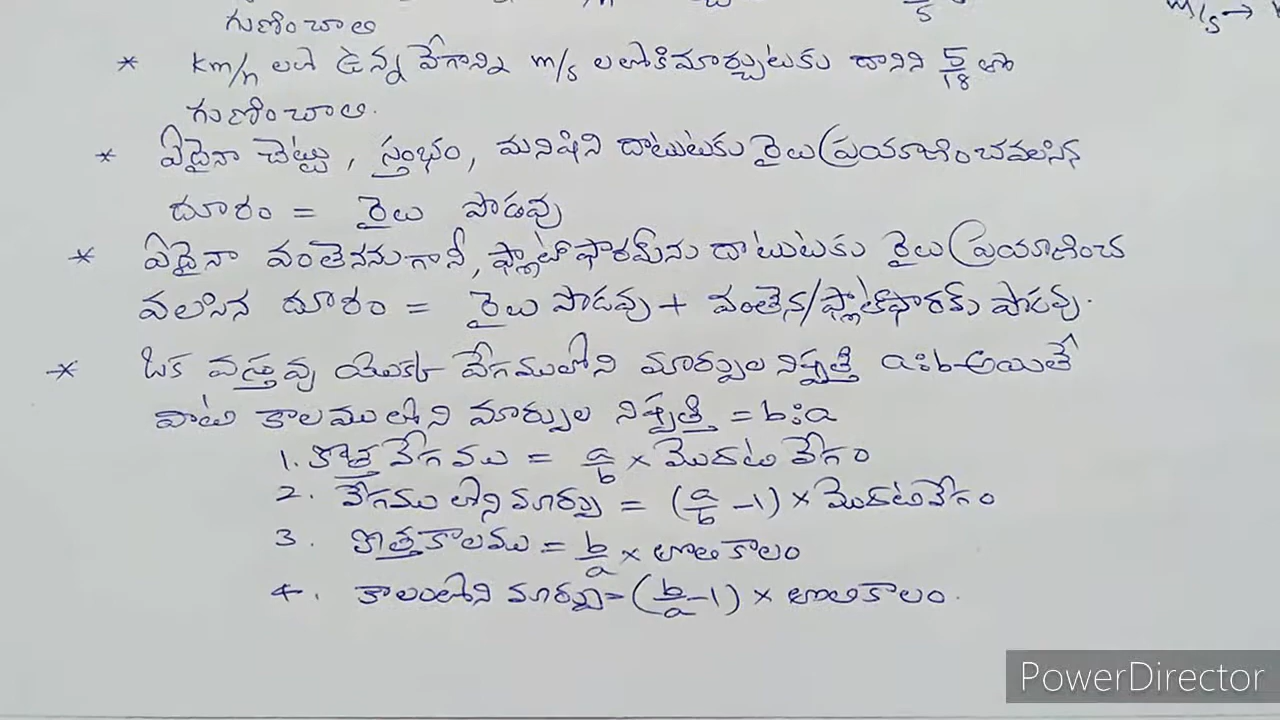 5
m/s →
గుణించాలి
* km/h లలో ఉన్న వేగాన్ని m/s లలోకిమార్చుటకు దానిని 5/18 తో
గుణించాలి.
* ఏదైనా చెట్టు, స్తంభం, మనిషిని దాటుటకు రైలు ప్రయాణించవలసిన
దూరం = రైలు పొడవు
* ఏదైనా వంతెననుగానీ, ప్లాట్ ఫారమ్ ను దాటుటకు రైలు ప్రయాణించ
వలసిన దూరం = రైలు పొడవు + వంతెన/ప్లాట్ ఫారమ్ పొడవు.
* ఒక వస్తువు యొక్క వేగములోని మార్పుల నిష్పత్తి a:b అయితే
వాటి కాలములోని మార్పుల నిష్పత్తి = b:a
1. కొత్త వేగము = a/b × మొదటి వేగం
2. వేగములోని మార్పు = (a/b - 1) × మొదటివేగం
3. కొత్తకాలము = b/a × తొలికాలం
4. కాలంలోని మార్పు = (b/a - 1) × తొలికాలం.
PowerDirector